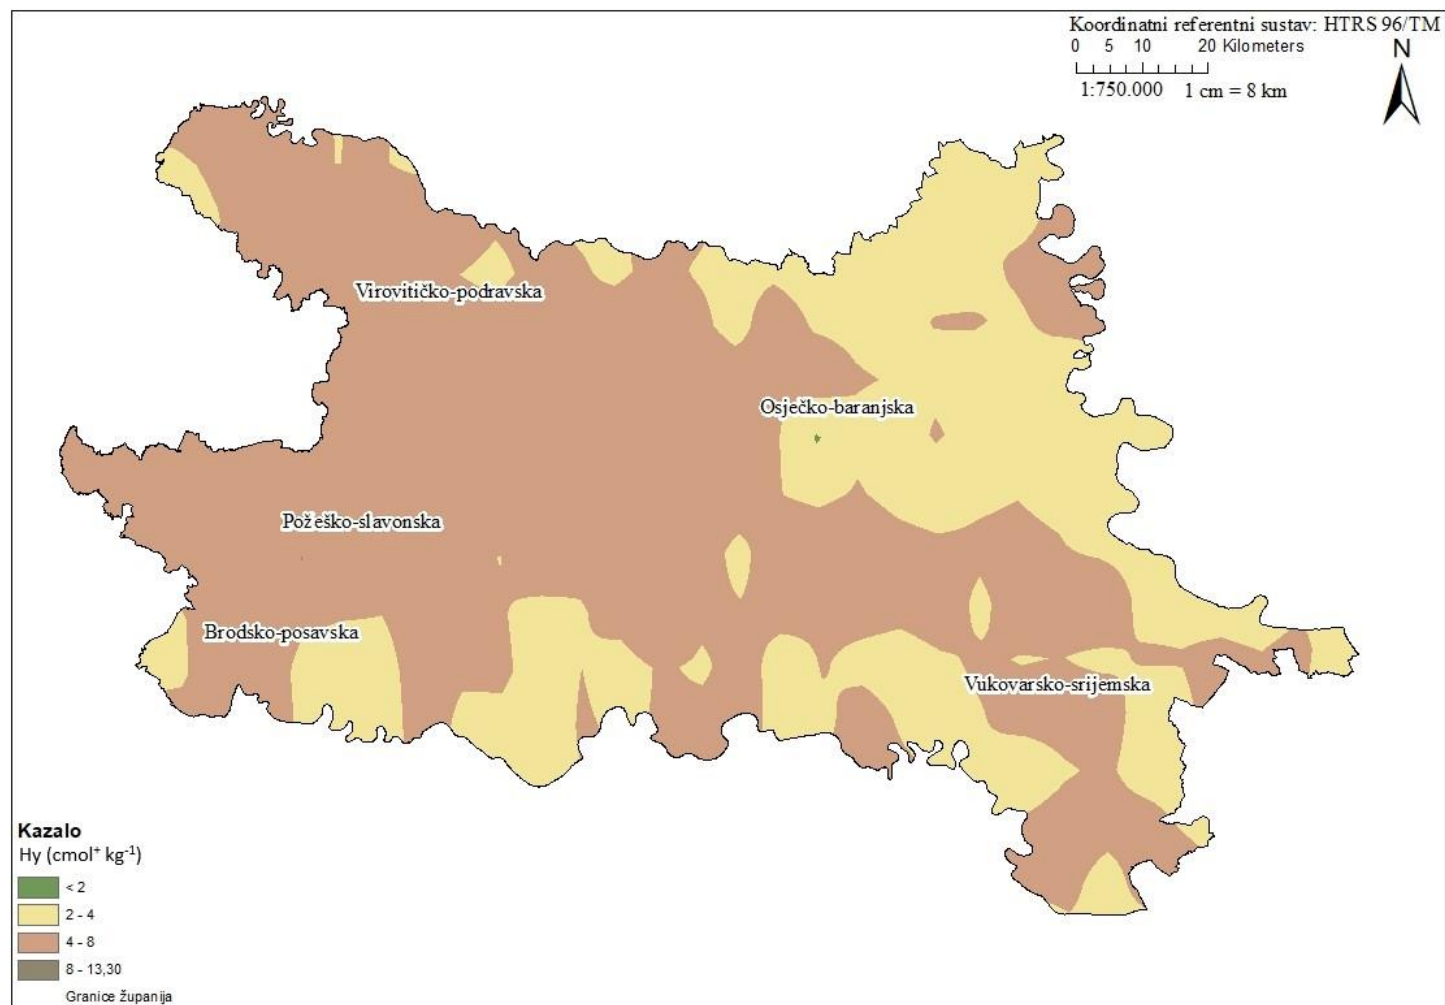 Koordinatni referentni sustav: HTRS 96/TM
0 5 10 20 Kilometers
N
1:750.000 1 cm = 8 km
Virovitičko-podravska
Osječko-baranjska
Požeško-slavonska
Brodsko-posavska
Vukovarsko-srijemska
Kazalo
Hy (cmol⁺ kg⁻¹)
< 2
2 - 4
4 - 8
8 - 13,30
Granice županija